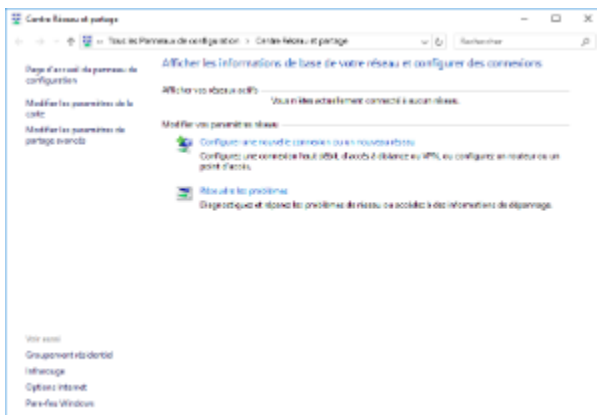 Centre Réseau et partage
Tous les Panneaux de configuration > Centre Réseau et partage
Rechercher
Page d'accueil du panneau de configuration
Modifier les paramètres de la carte
Modifier les paramètres de partage avancés
Afficher les informations de base de votre réseau et configurer des connexions
Afficher vos réseaux actifs
Vous n'êtes actuellement connecté à aucun réseau.
Modifier vos paramètres réseau
Configurer une nouvelle connexion ou un nouveau réseau
Configurez une connexion haut débit, d'accès à distance ou VPN, ou configurez un routeur ou un
point d'accès.
Résoudre les problèmes
Diagnostiquez et réparez les problèmes de réseau ou accédez à des informations de dépannage.
Voir aussi
Groupement résidentiel
Infrarouge
Options Internet
Pare-feu Windows